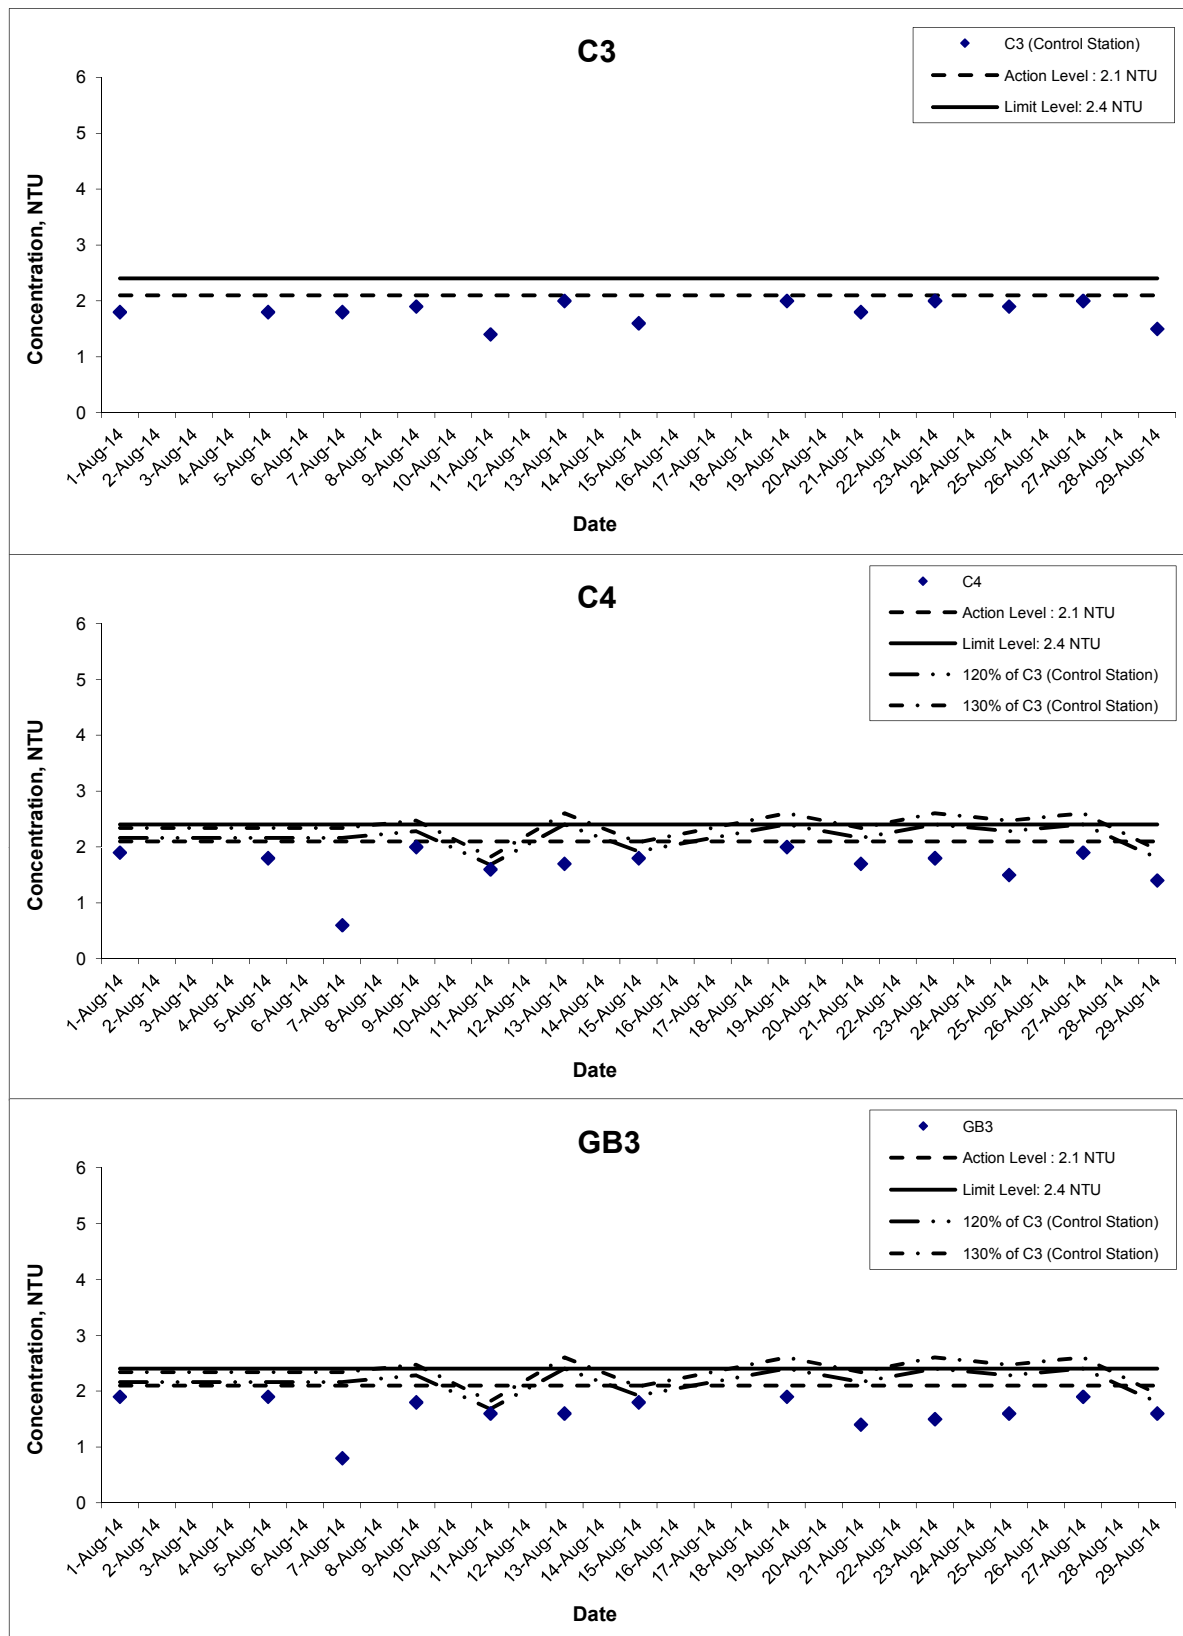 C3
C3 (Control Station)
Action Level : 2.1 NTU
Limit Level: 2.4 NTU
Concentration, NTU
6
5
4
3
2
1
0
1-Aug-14
2-Aug-14
3-Aug-14
4-Aug-14
5-Aug-14
6-Aug-14
7-Aug-14
8-Aug-14
9-Aug-14
10-Aug-14
11-Aug-14
12-Aug-14
13-Aug-14
14-Aug-14
15-Aug-14
16-Aug-14
17-Aug-14
18-Aug-14
19-Aug-14
20-Aug-14
21-Aug-14
22-Aug-14
23-Aug-14
24-Aug-14
25-Aug-14
26-Aug-14
27-Aug-14
28-Aug-14
29-Aug-14
Date
C4
C4
Action Level : 2.1 NTU
Limit Level: 2.4 NTU
120% of C3 (Control Station)
130% of C3 (Control Station)
Concentration, NTU
6
5
4
3
2
1
0
1-Aug-14
2-Aug-14
3-Aug-14
4-Aug-14
5-Aug-14
6-Aug-14
7-Aug-14
8-Aug-14
9-Aug-14
10-Aug-14
11-Aug-14
12-Aug-14
13-Aug-14
14-Aug-14
15-Aug-14
16-Aug-14
17-Aug-14
18-Aug-14
19-Aug-14
20-Aug-14
21-Aug-14
22-Aug-14
23-Aug-14
24-Aug-14
25-Aug-14
26-Aug-14
27-Aug-14
28-Aug-14
29-Aug-14
Date
GB3
GB3
Action Level : 2.1 NTU
Limit Level: 2.4 NTU
120% of C3 (Control Station)
130% of C3 (Control Station)
Concentration, NTU
6
5
4
3
2
1
0
1-Aug-14
2-Aug-14
3-Aug-14
4-Aug-14
5-Aug-14
6-Aug-14
7-Aug-14
8-Aug-14
9-Aug-14
10-Aug-14
11-Aug-14
12-Aug-14
13-Aug-14
14-Aug-14
15-Aug-14
16-Aug-14
17-Aug-14
18-Aug-14
19-Aug-14
20-Aug-14
21-Aug-14
22-Aug-14
23-Aug-14
24-Aug-14
25-Aug-14
26-Aug-14
27-Aug-14
28-Aug-14
29-Aug-14
Date